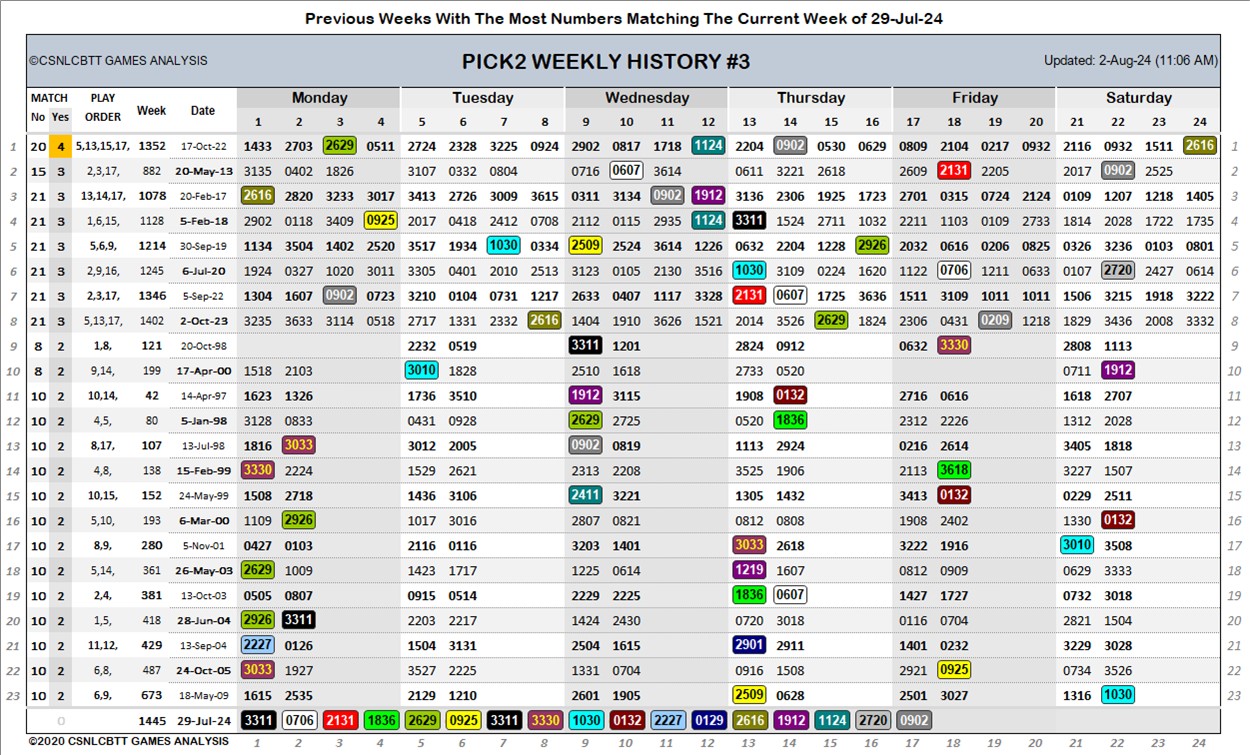 Previous Weeks With The Most Numbers Matching The Current Week of 29-Jul-24
©CSNLCBTT GAMES ANALYSIS PICK2 WEEKLY HISTORY #3 Updated: 2-Aug-24 (11:06 AM)
MATCH PLAY Week Date Monday Tuesday Wednesday Thursday Friday Saturday
No Yes ORDER 1 2 3 4 5 6 7 8 9 10 11 12 13 14 15 16 17 18 19 20 21 22 23 24
1 20 4 5,13,15,17, 1352 17-Oct-22 1433 2703 2629 0511 2724 2328 3225 0924 2902 0817 1718 1124 2204 0902 0530 0629 0809 2104 0217 0932 2116 0932 1511 2616 1
2 15 3 2,3,17, 882 20-May-13 3135 0402 1826 3107 0332 0804 0716 0607 3614 0611 3221 2618 2609 2131 2205 2017 0902 2525 2
3 21 3 13,14,17, 1078 20-Feb-17 2616 2820 3233 3017 3413 2726 3009 3615 0311 3134 0902 1912 3136 2306 1925 1723 2701 0315 0724 2124 0109 1207 1218 1405 3
4 21 3 1,6,15, 1128 5-Feb-18 2902 0118 3409 0925 2017 0418 2412 0708 2112 0115 2935 1124 3311 1524 2711 1032 2211 1103 0109 2733 1814 2028 1722 1735 4
5 21 3 5,6,9, 1214 30-Sep-19 1134 3504 1402 2520 3517 1934 1030 0334 2509 2524 3614 1226 0632 2204 1228 2926 2032 0616 0206 0825 0326 3236 0103 0801 5
6 21 3 2,9,16, 1245 6-Jul-20 1924 0327 1020 3011 3305 0401 2010 2513 3123 0105 2130 3516 1030 3109 0224 1620 1122 0706 1211 0633 0107 2720 2427 0614 6
7 21 3 2,3,17, 1346 5-Sep-22 1304 1607 0902 0723 3210 0104 0731 1217 2633 0407 1117 3328 2131 0607 1725 3636 1511 3109 1011 1011 1506 3215 1918 3222 7
8 21 3 5,13,17, 1402 2-Oct-23 3235 3633 3114 0518 2717 1331 2332 2616 1404 1910 3626 1521 2014 3526 2629 1824 2306 0431 0209 1218 1829 3436 2008 3332 8
9 8 2 1,8, 121 20-Oct-98 2232 0519 3311 1201 2824 0912 0632 3330 2808 1113 9
10 8 2 9,14, 199 17-Apr-00 1518 2103 3010 1828 2510 1618 2733 0520 0711 1912 10
11 10 2 10,14, 42 14-Apr-97 1623 1326 1736 3510 1912 3115 1908 0132 2716 0616 1618 2707 11
12 10 2 4,5, 80 5-Jan-98 3128 0833 0431 0928 2629 2725 0520 1836 2312 2226 1312 2028 12
13 10 2 8,17, 107 13-Jul-98 1816 3033 3012 2005 0902 0819 1113 2924 0216 2614 3405 1818 13
14 10 2 4,8, 138 15-Feb-99 3330 2224 1529 2621 2313 2208 3525 1906 2113 3618 3227 1507 14
15 10 2 10,15, 152 24-May-99 1508 2718 1436 3106 2411 3221 1305 1432 3413 0132 0229 2511 15
16 10 2 5,10, 193 6-Mar-00 1109 2926 1017 3016 2807 0821 0812 0808 1908 2402 1330 0132 16
17 10 2 8,9, 280 5-Nov-01 0427 0103 2116 0116 3203 1401 3033 2618 3222 1916 3010 3508 17
18 10 2 5,14, 361 26-May-03 2629 1009 1423 1717 1225 0614 1219 1607 0812 0909 0629 3333 18
19 10 2 2,4, 381 13-Oct-03 0505 0807 0915 0514 2229 2225 1836 0607 1427 1727 0732 3018 19
20 10 2 1,5, 418 28-Jun-04 2926 3311 2203 2217 1424 2430 0720 3018 0116 0704 2821 1504 20
21 10 2 11,12, 429 13-Sep-04 2227 0126 1504 3131 2504 1615 2901 2911 1401 0232 3229 3028 21
22 10 2 6,8, 487 24-Oct-05 3033 1927 3527 2225 1331 0704 0916 1508 2921 0925 0734 3526 22
23 10 2 6,9, 673 18-May-09 1615 2535 2129 1210 2601 1905 2509 0628 2501 3027 1316 1030 23
0 1445 29-Jul-24 3311 0706 2131 1836 2629 0925 3311 3330 1030 0132 2227 0129 2616 1912 1124 2720 0902
©2020 CSNLCBTT GAMES ANALYSIS 1 2 3 4 5 6 7 8 9 10 11 12 13 14 15 16 17 18 19 20 21 22 23 24